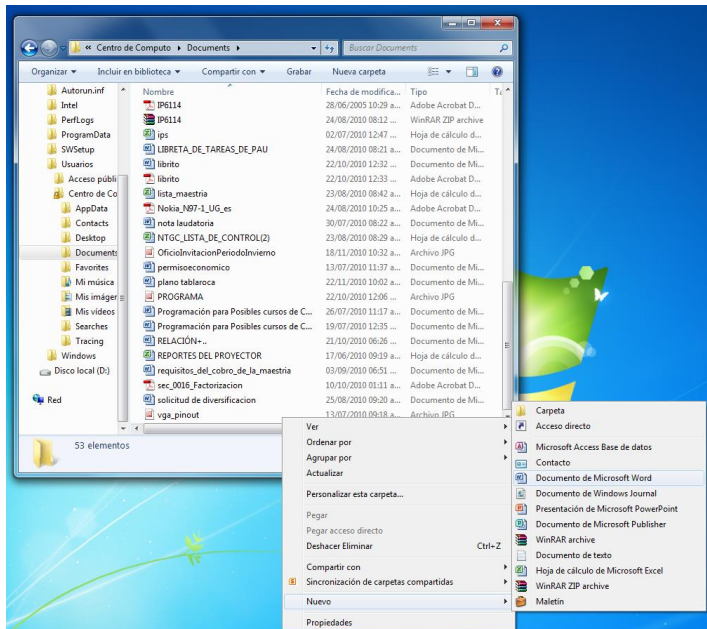 « Centro de Computo ▸ Documents ▸
Buscar Documents
Organizar ▾ Incluir en biblioteca ▾ Compartir con ▾ Grabar Nueva carpeta
Autorun.inf
Intel
PerfLogs
ProgramData
SWSetup
Usuarios
Acceso públi
Centro de Co
AppData
Contacts
Desktop
Documents
Favorites
Mi música
Mis imáger
Mis vídeos
Searches
Tracing
Windows
Disco local (D:)
Red
Nombre Fecha de modifica... Tipo Ta
IP6114 28/06/2005 10:29 a... Adobe Acrobat D...
IP6114 24/08/2010 08:12 ... WinRAR ZIP archive
ips 02/07/2010 12:47 ... Hoja de cálculo d...
LIBRETA_DE_TAREAS_DE_PAU 24/08/2010 08:21 a... Documento de Mi...
librito 22/10/2010 12:32 ... Documento de Mi...
librito 22/10/2010 12:33 ... Adobe Acrobat D...
lista_maestria 23/08/2010 08:42 a... Hoja de cálculo d...
Nokia_N97-1_UG_es 24/08/2010 10:25 a... Adobe Acrobat D...
nota laudatoria 30/07/2010 08:22 a... Documento de Mi...
NTGC_LISTA_DE_CONTROL(2) 23/08/2010 08:29 a... Hoja de cálculo d...
OficioInvitacionPeriodoInvierno 18/11/2010 10:32 a... Archivo JPG
permisoeconomico 13/07/2010 11:37 a... Documento de Mi...
plano tablaroca 22/11/2010 10:02 a... Documento de Mi...
PROGRAMA 22/10/2010 12:06 ... Archivo JPG
Programación para Posibles cursos de C... 26/07/2010 11:17 a... Documento de Mi...
Programación para Posibles cursos de C... 19/07/2010 12:35 ... Documento de Mi...
RELACIÓN+.. 21/10/2010 06:26 ... Documento de Mi...
REPORTES DEL PROYECTOR 17/06/2010 09:19 a... Hoja de cálculo d...
requisitos_del_cobro_de_la_maestria 03/09/2010 06:51 ... Documento de Mi...
sec_0016_Factorizacion 10/10/2010 01:11 a... Adobe Acrobat D...
solicitud de diversificacion 25/08/2010 09:20 a... Documento de Mi...
vga_pinout 13/07/2010 09:18 a... Archivo JPG
53 elementos
Ver
Ordenar por
Agrupar por
Actualizar
Personalizar esta carpeta...
Pegar
Pegar acceso directo
Deshacer Eliminar Ctrl+Z
Compartir con
Sincronización de carpetas compartidas
Nuevo
Propiedades
Carpeta
Acceso directo
Microsoft Access Base de datos
Contacto
Documento de Microsoft Word
Documento de Windows Journal
Presentación de Microsoft PowerPoint
Documento de Microsoft Publisher
WinRAR archive
Documento de texto
Hoja de cálculo de Microsoft Excel
WinRAR ZIP archive
Maletín